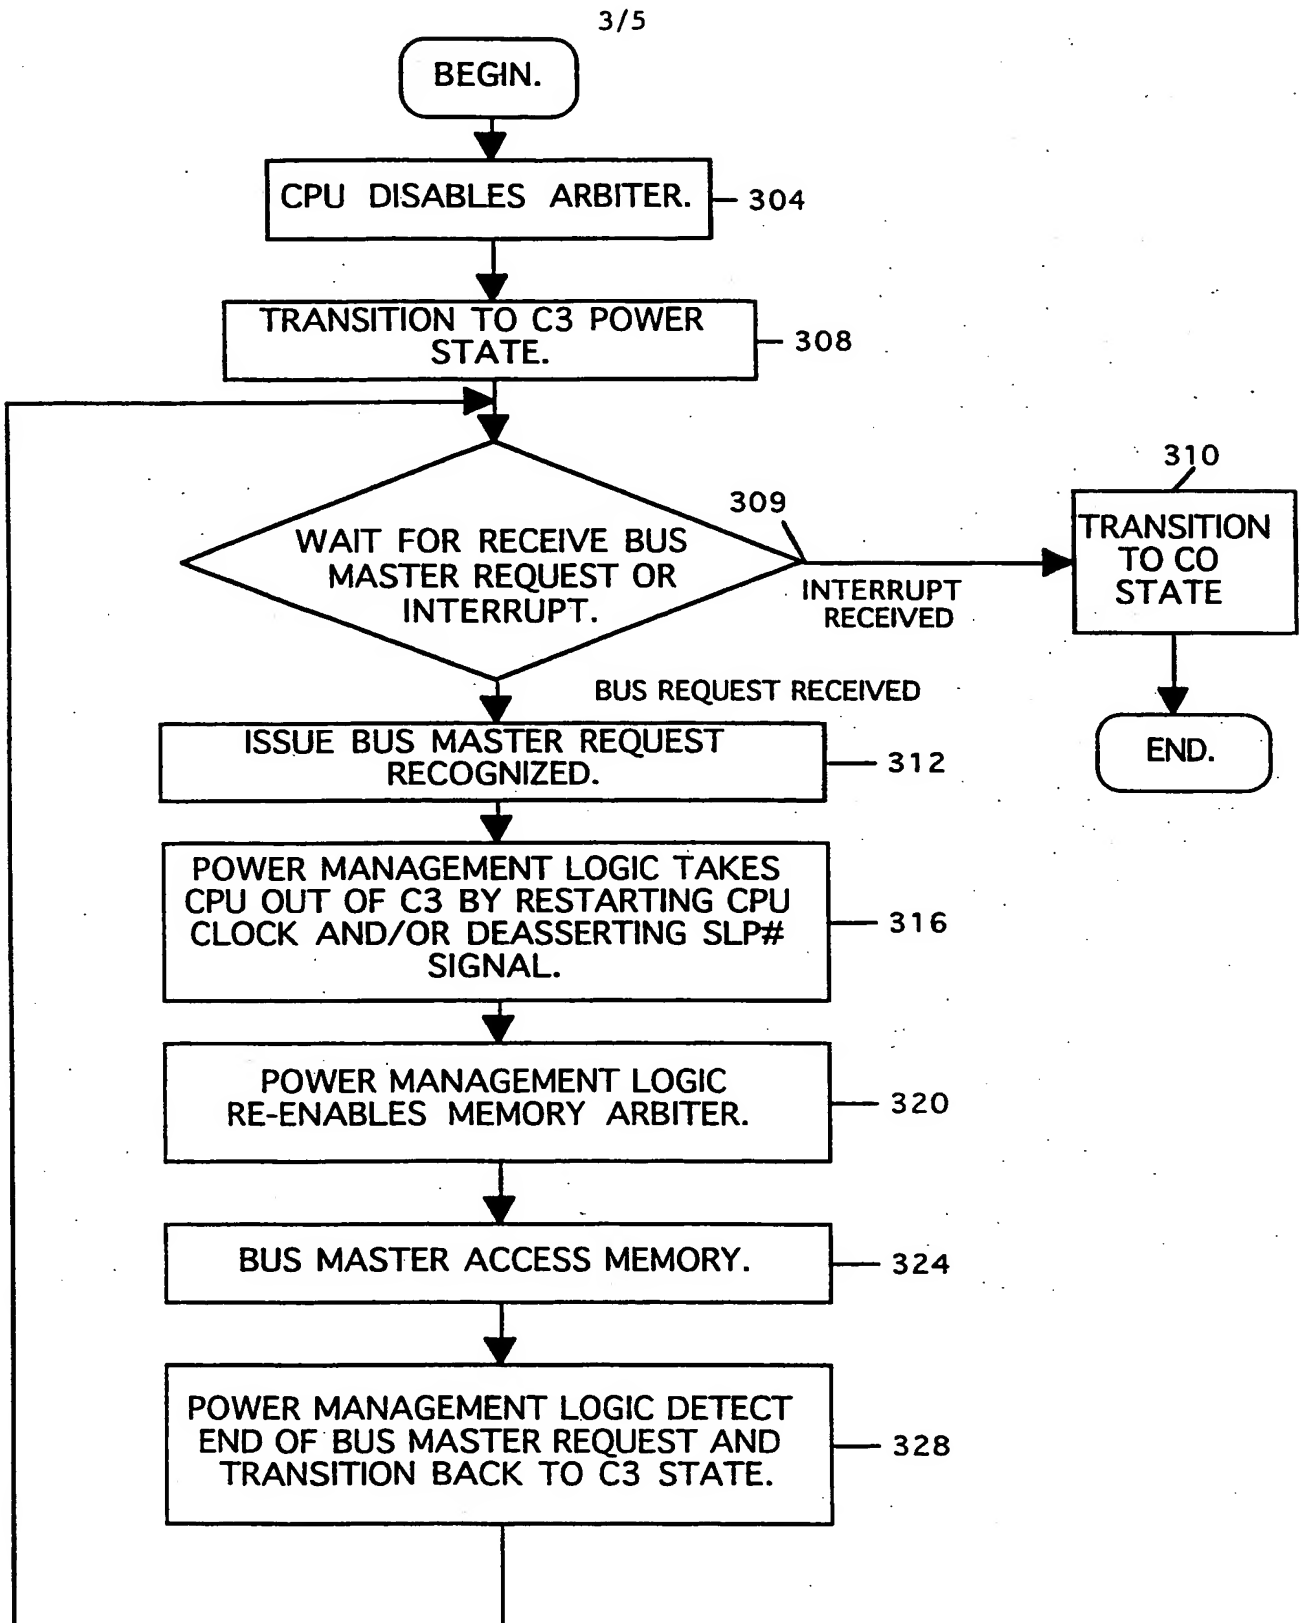 3/5
BEGIN.
CPU DISABLES ARBITER.
304
TRANSITION TO C3 POWER
STATE.
308
309
WAIT FOR RECEIVE BUS
MASTER REQUEST OR
INTERRUPT.
INTERRUPT
RECEIVED
310
TRANSITION
TO CO
STATE
END.
BUS REQUEST RECEIVED
ISSUE BUS MASTER REQUEST
RECOGNIZED.
312
POWER MANAGEMENT LOGIC TAKES
CPU OUT OF C3 BY RESTARTING CPU
CLOCK AND/OR DEASSERTING SLP#
SIGNAL.
316
POWER MANAGEMENT LOGIC
RE-ENABLES MEMORY ARBITER.
320
BUS MASTER ACCESS MEMORY.
324
POWER MANAGEMENT LOGIC DETECT
END OF BUS MASTER REQUEST AND
TRANSITION BACK TO C3 STATE.
328